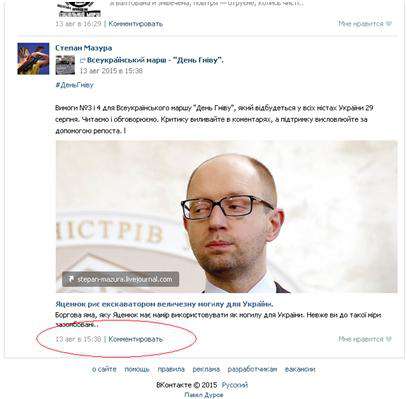 13 авг в 16:29 | Комментировать Мне нравится
Степан Мазура
Всеукраїнський марш - "День Гніву".
13 авг 2015 в 15:38
#ДеньГніву
Вимоги №3 і 4 для Всеукраїнського маршу "День Гніву", який відбудеться у всіх містах України 29
серпня. Читаємо і обговорюємо. Критику виливайте в коментарях, а підтримку висловлюйте за
допомогою репоста. І
НІСТРІВ
stepan-mazura.livejournal.com
Яценюк риє екскаватором величезну могилу для України.
Боргова яма, яку Яценюк має намір використовувати як могилу для України. Невже ви до такої міри
зазомбовані..
13 авг в 15:38 | Комментировать Мне нравится
о сайте помощь правила реклама разработчикам вакансии
ВКонтакте © 2015 Русский
Павел Дуров